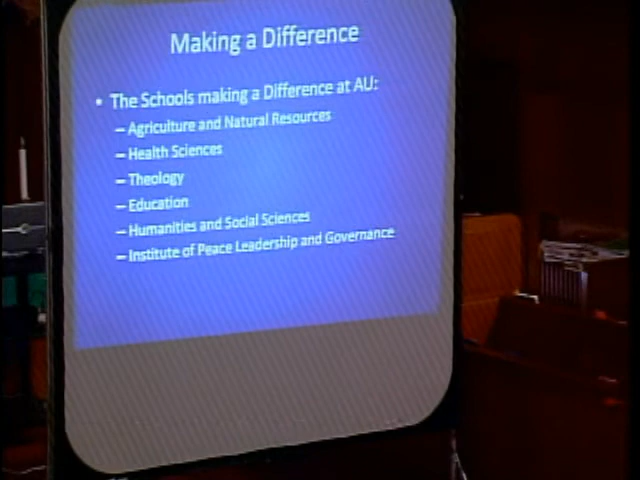 Making a Difference
• The Schools making a Difference at AU:
– Agriculture and Natural Resources
– Health Sciences
– Theology
– Education
– Humanities and Social Sciences
– Institute of Peace Leadership and Governance